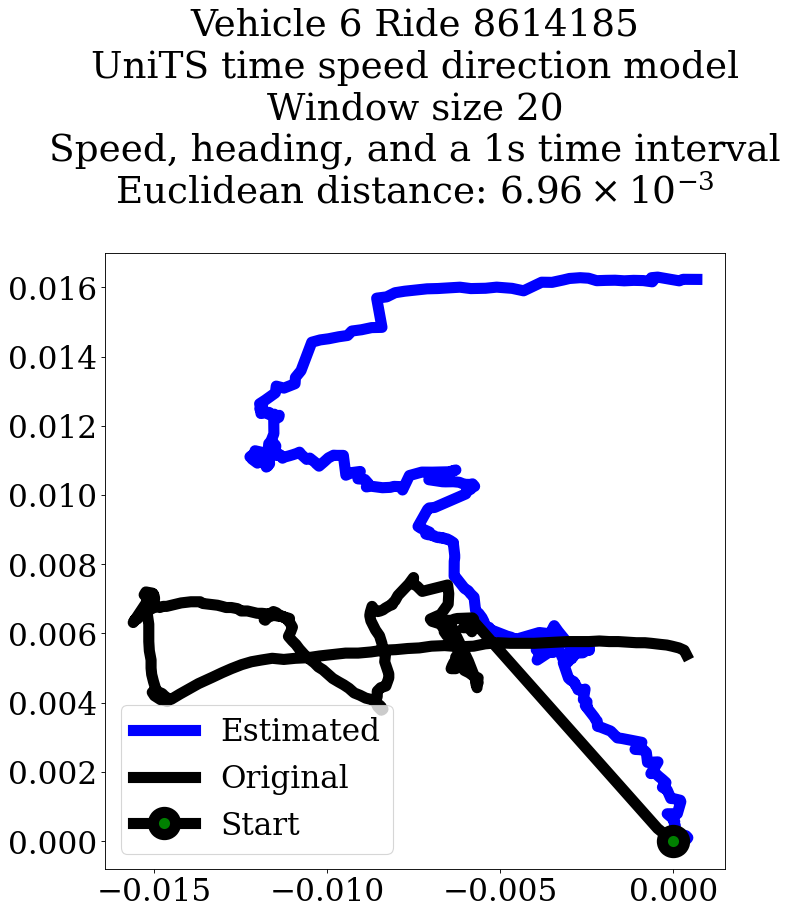 Vehicle 6 Ride 8614185
UniTS time speed direction model
Window size 20
Speed, heading, and a 1s time interval
Euclidean distance: 6.96 × 10⁻³
0.016
0.014
0.012
0.010
0.008
0.006
0.004
0.002
0.000
Estimated
Original
Start
−0.015 −0.010 −0.005 0.000